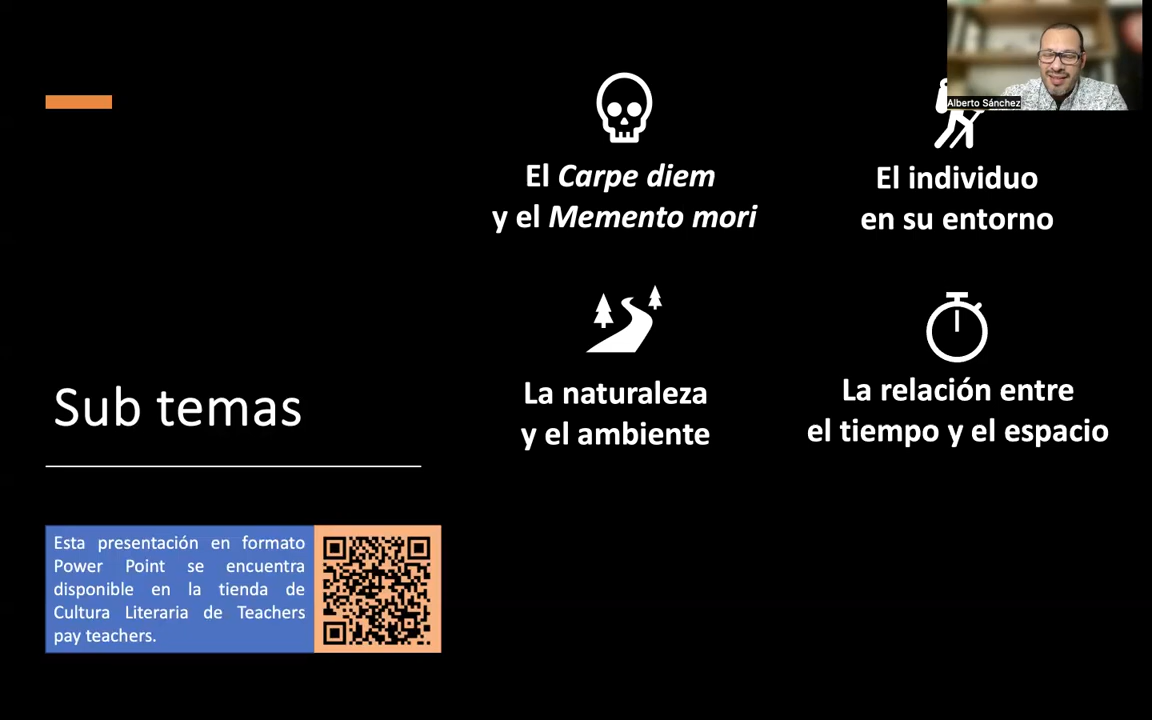 Alberto Sánchez
El Carpe diem
y el Memento mori
El individuo
en su entorno
La naturaleza
y el ambiente
La relación entre
el tiempo y el espacio
Sub temas
Esta presentación en formato
Power Point se encuentra
disponible en la tienda de
Cultura Literaria de Teachers
pay teachers.